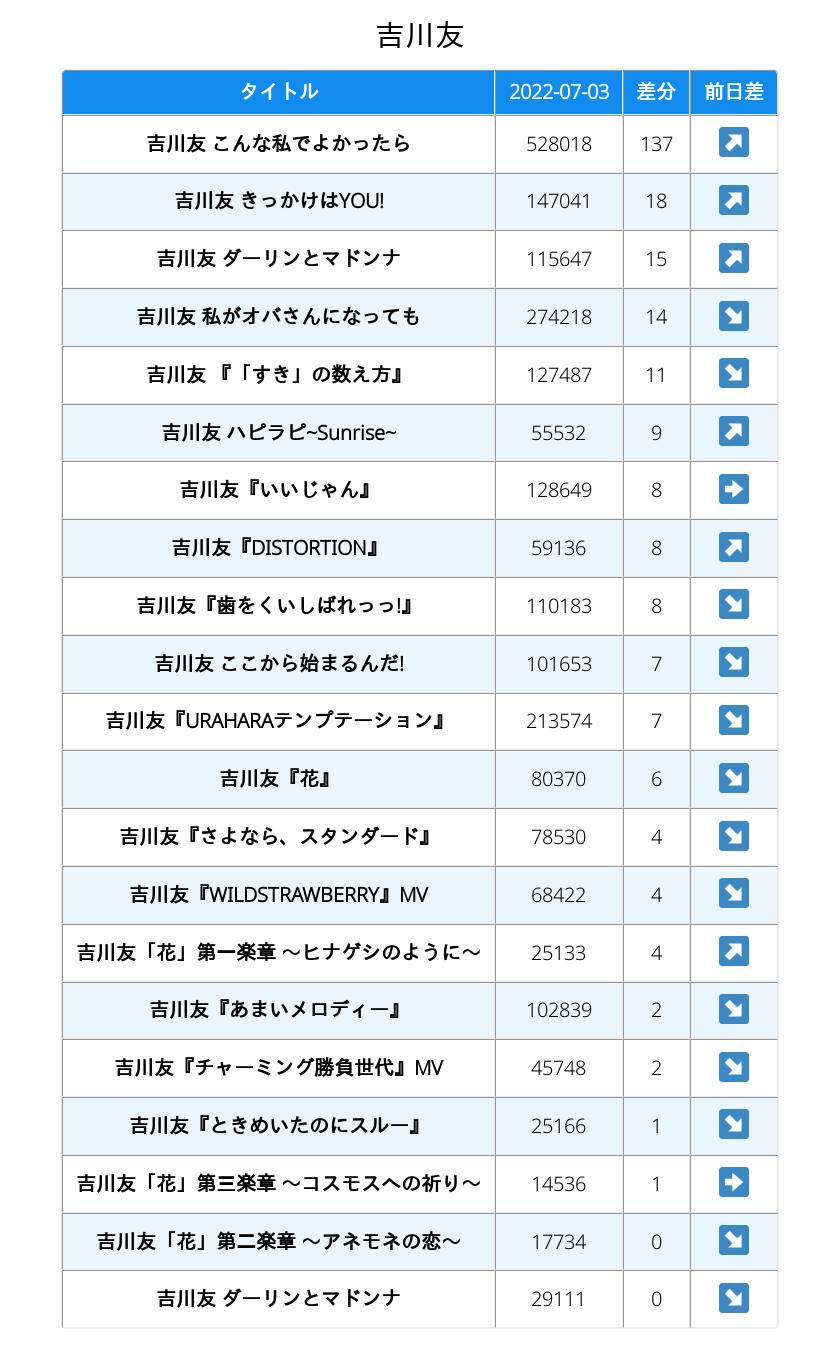 吉川友
タイトル 2022-07-03 差分 前日差
吉川友 こんな私でよかったら 528018 137 ↗
吉川友 きっかけはYOU! 147041 18 ↗
吉川友 ダーリンとマドンナ 115647 15 ↗
吉川友 私がオバさんになっても 274218 14 ↘
吉川友 『「すき」の数え方』 127487 11 ↘
吉川友 ハピラピ~Sunrise~ 55532 9 ↗
吉川友『いいじゃん』 128649 8 ➡
吉川友『DISTORTION』 59136 8 ↗
吉川友『歯をくいしばれっっ!』 110183 8 ↘
吉川友 ここから始まるんだ! 101653 7 ↘
吉川友『URAHARAテンプテーション』 213574 7 ↘
吉川友『花』 80370 6 ↘
吉川友『さよなら、スタンダード』 78530 4 ↘
吉川友『WILDSTRAWBERRY』MV 68422 4 ↘
吉川友「花」第一楽章 〜ヒナゲシのように〜 25133 4 ↗
吉川友『あまいメロディー』 102839 2 ↘
吉川友『チャーミング勝負世代』MV 45748 2 ↘
吉川友『ときめいたのにスルー』 25166 1 ↘
吉川友「花」第三楽章 〜コスモスへの祈り〜 14536 1 ➡
吉川友「花」第二楽章 〜アネモネの恋〜 17734 0 ↘
吉川友 ダーリンとマドンナ 29111 0 ↘